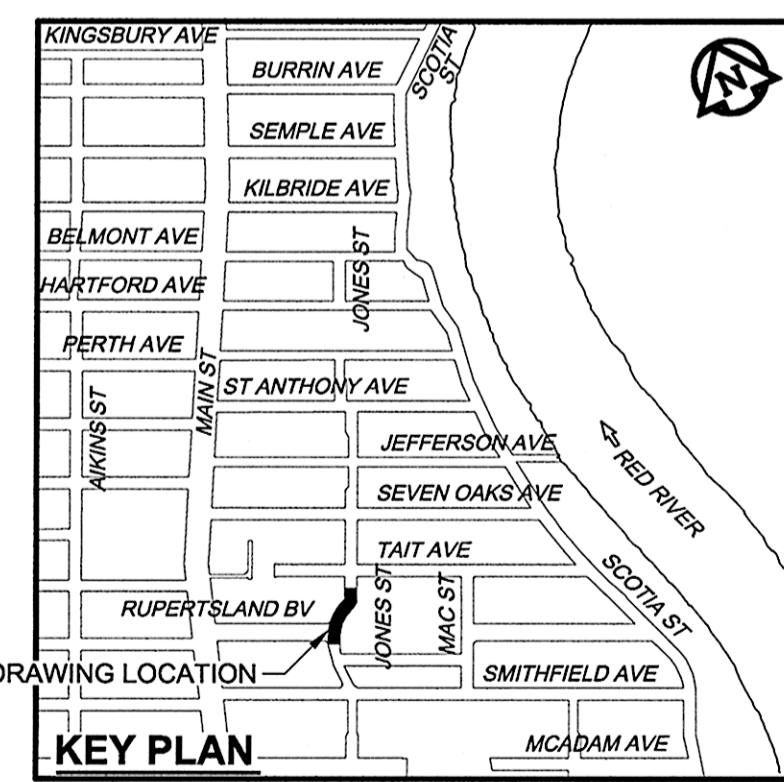 KINGSBURY AVE
BURRIN AVE
SCOTIA
ST
N
SEMPLE AVE
KILBRIDE AVE
BELMONT AVE
JONES ST
HARTFORD AVE
PERTH AVE
MAIN ST
ST ANTHONY AVE
AIKINS ST
JEFFERSON AVE
SEVEN OAKS AVE
RED RIVER
TAIT AVE
SCOTIA ST
RUPERTSLAND BV
JONES ST
MAC ST
DRAWING LOCATION
SMITHFIELD AVE
KEY PLAN
MCADAM AVE